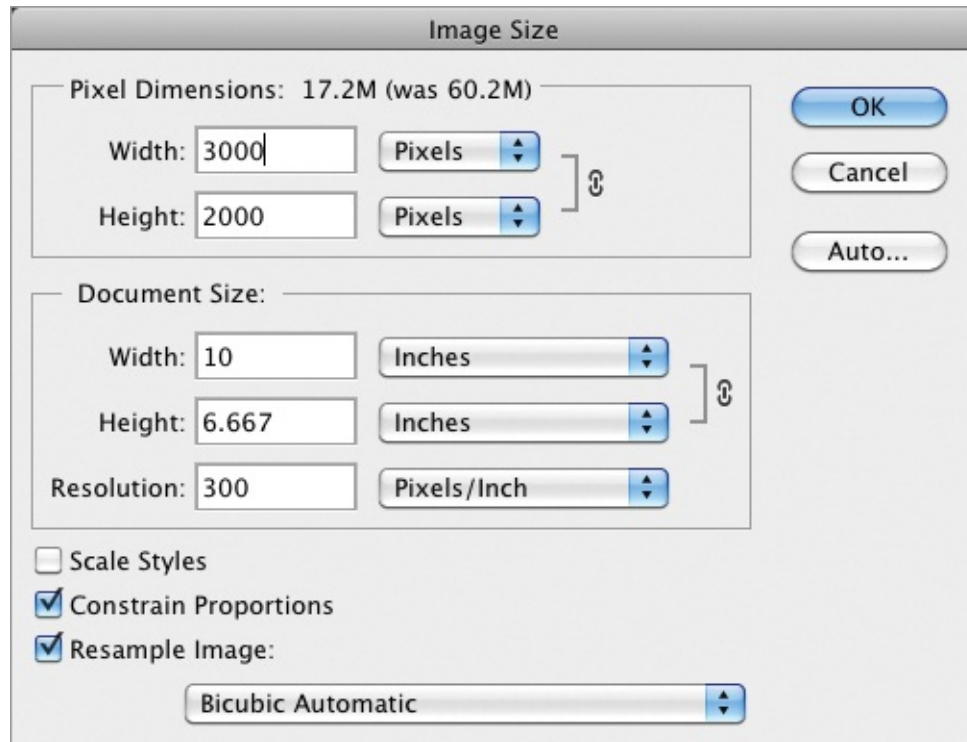 Image Size
Pixel Dimensions: 17.2M (was 60.2M)
Width: 3000 Pixels
Height: 2000 Pixels
OK
Cancel
Auto...
Document Size:
Width: 10 Inches
Height: 6.667 Inches
Resolution: 300 Pixels/Inch
Scale Styles
Constrain Proportions
Resample Image:
Bicubic Automatic